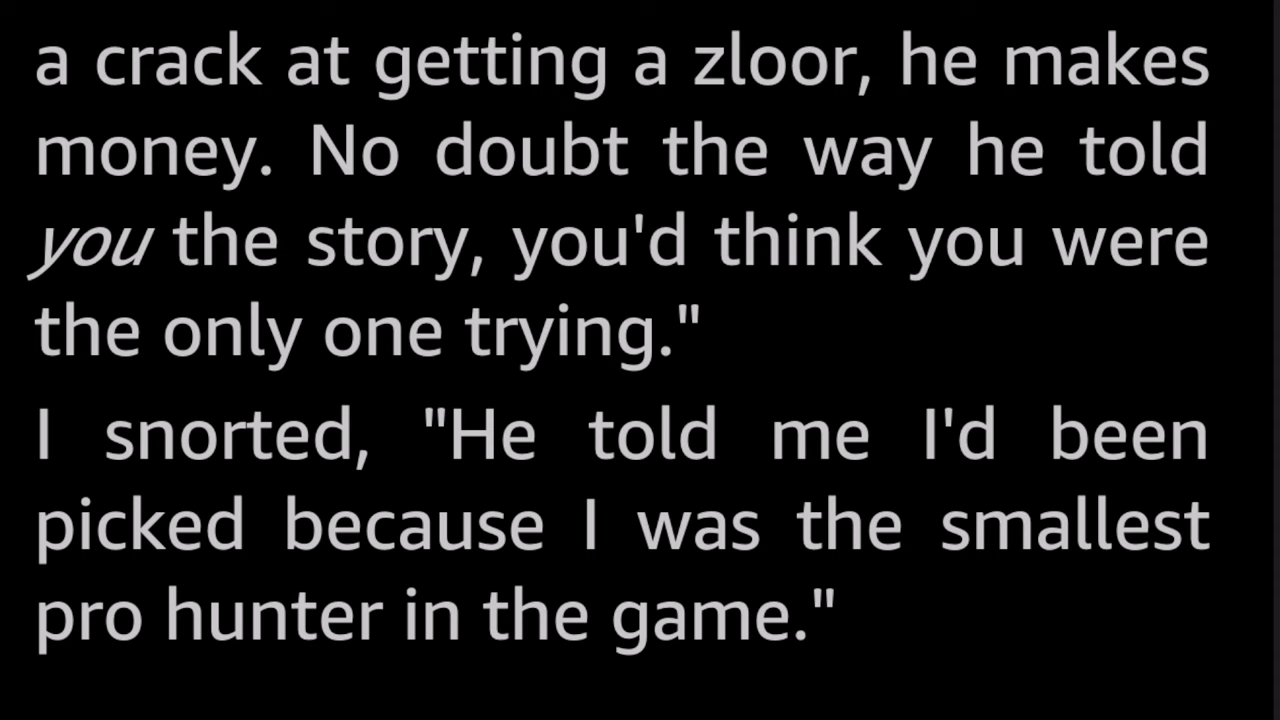 a crack at getting a zloor, he makes
money. No doubt the way he told
you the story, you'd think you were
the only one trying."
I snorted, "He told me I'd been
picked because I was the smallest
pro hunter in the game."